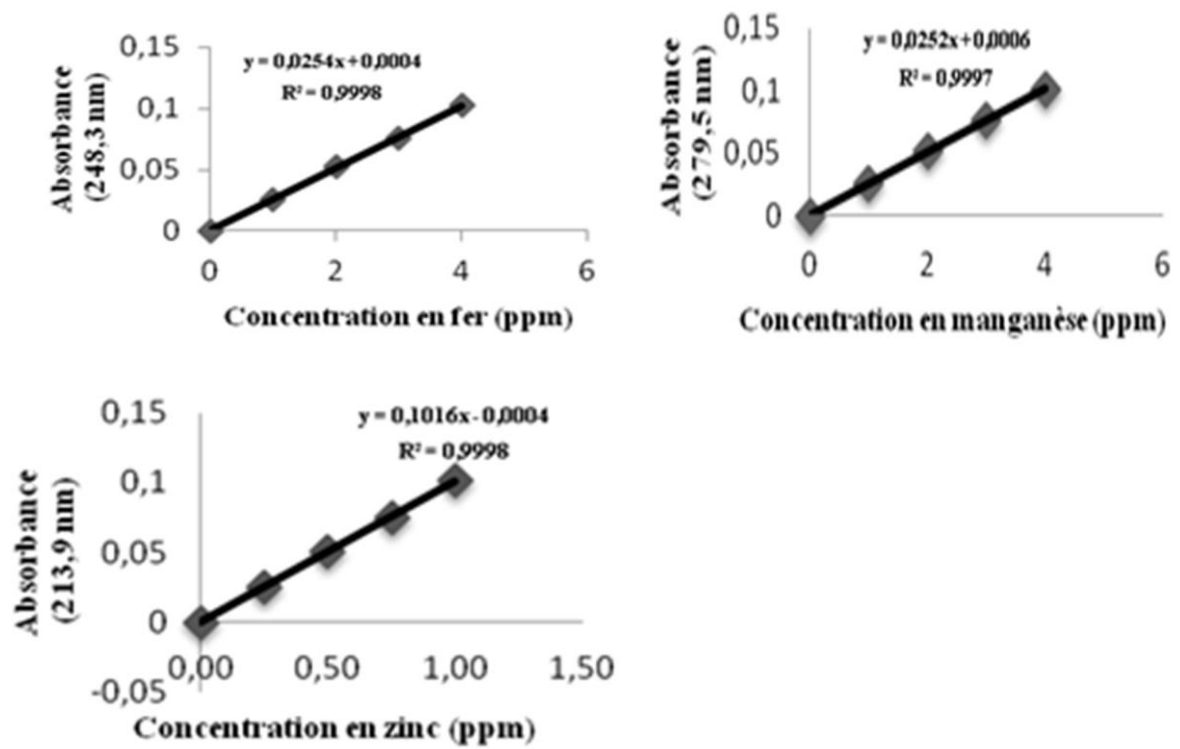 0,15
0,1
0,05
0
Absorbance
(248,3 nm)
y = 0,0254x+0,0004
R² = 0,9998
0 2 4 6
Concentration en fer (ppm)
0,15
0,1
0,05
0
Absorbance
(279,5 nm)
y = 0,0252x+0,0006
R² = 0,9997
0 2 4 6
Concentration en manganèse (ppm)
0,15
0,1
0,05
0
-0,05
Absorbance
(213,9 nm)
y = 0,1016x - 0,0004
R² = 0,9998
0,00 0,50 1,00 1,50
Concentration en zinc (ppm)